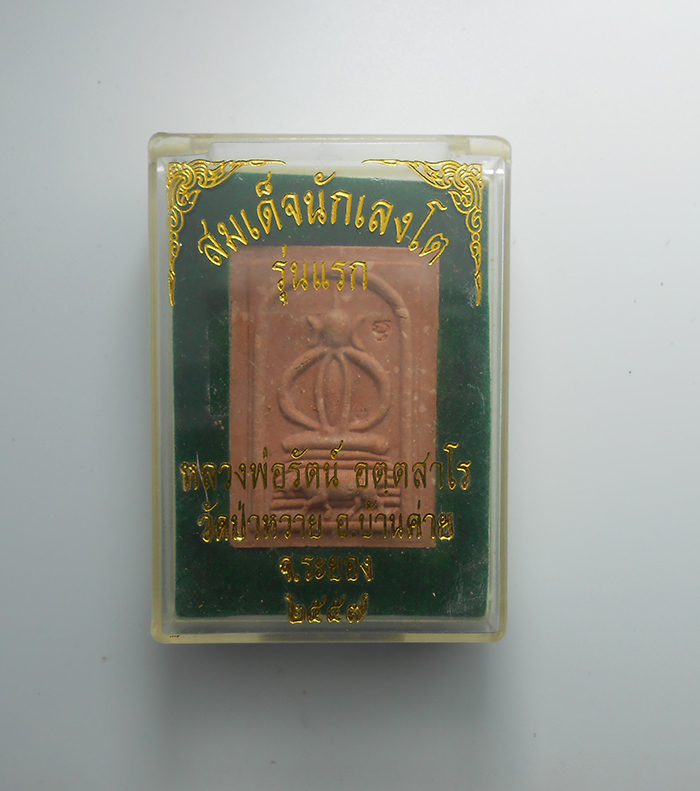 สมเด็จนักเลงโต
รุ่นแรก
หลวงพ่อรัตน์ อตฺตสาโร
วัดป่าหวาย อ.บ้านค่าย
จ.ระยอง
๒๕๕๗